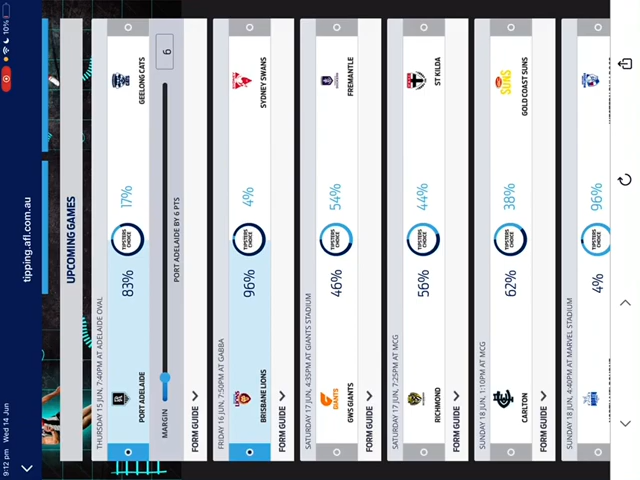 9:12 pm Wed 14 Jun
10%
tipping.afl.com.au
UPCOMING GAMES
THURSDAY 15 JUN, 7:40PM AT ADELAIDE OVAL
PORT ADELAIDE
83%
TIPSTERS CHOICE
17%
GEELONG CATS
MARGIN
6
PORT ADELAIDE BY 6 PTS
FORM GUIDE
FRIDAY 16 JUN, 7:50PM AT GABBA
BRISBANE LIONS
96%
TIPSTERS CHOICE
4%
SYDNEY SWANS
FORM GUIDE
SATURDAY 17 JUN, 4:35PM AT GIANTS STADIUM
GIANTS
GWS GIANTS
46%
TIPSTERS CHOICE
54%
FREMANTLE
FORM GUIDE
SATURDAY 17 JUN, 7:25PM AT MCG
RICHMOND
56%
TIPSTERS CHOICE
44%
ST KILDA
FORM GUIDE
SUNDAY 18 JUN, 1:10PM AT MCG
CARLTON
62%
TIPSTERS CHOICE
38%
SUNS
GOLD COAST SUNS
FORM GUIDE
SUNDAY 18 JUN, 4:40PM AT MARVEL STADIUM
4%
TIPSTERS CHOICE
96%